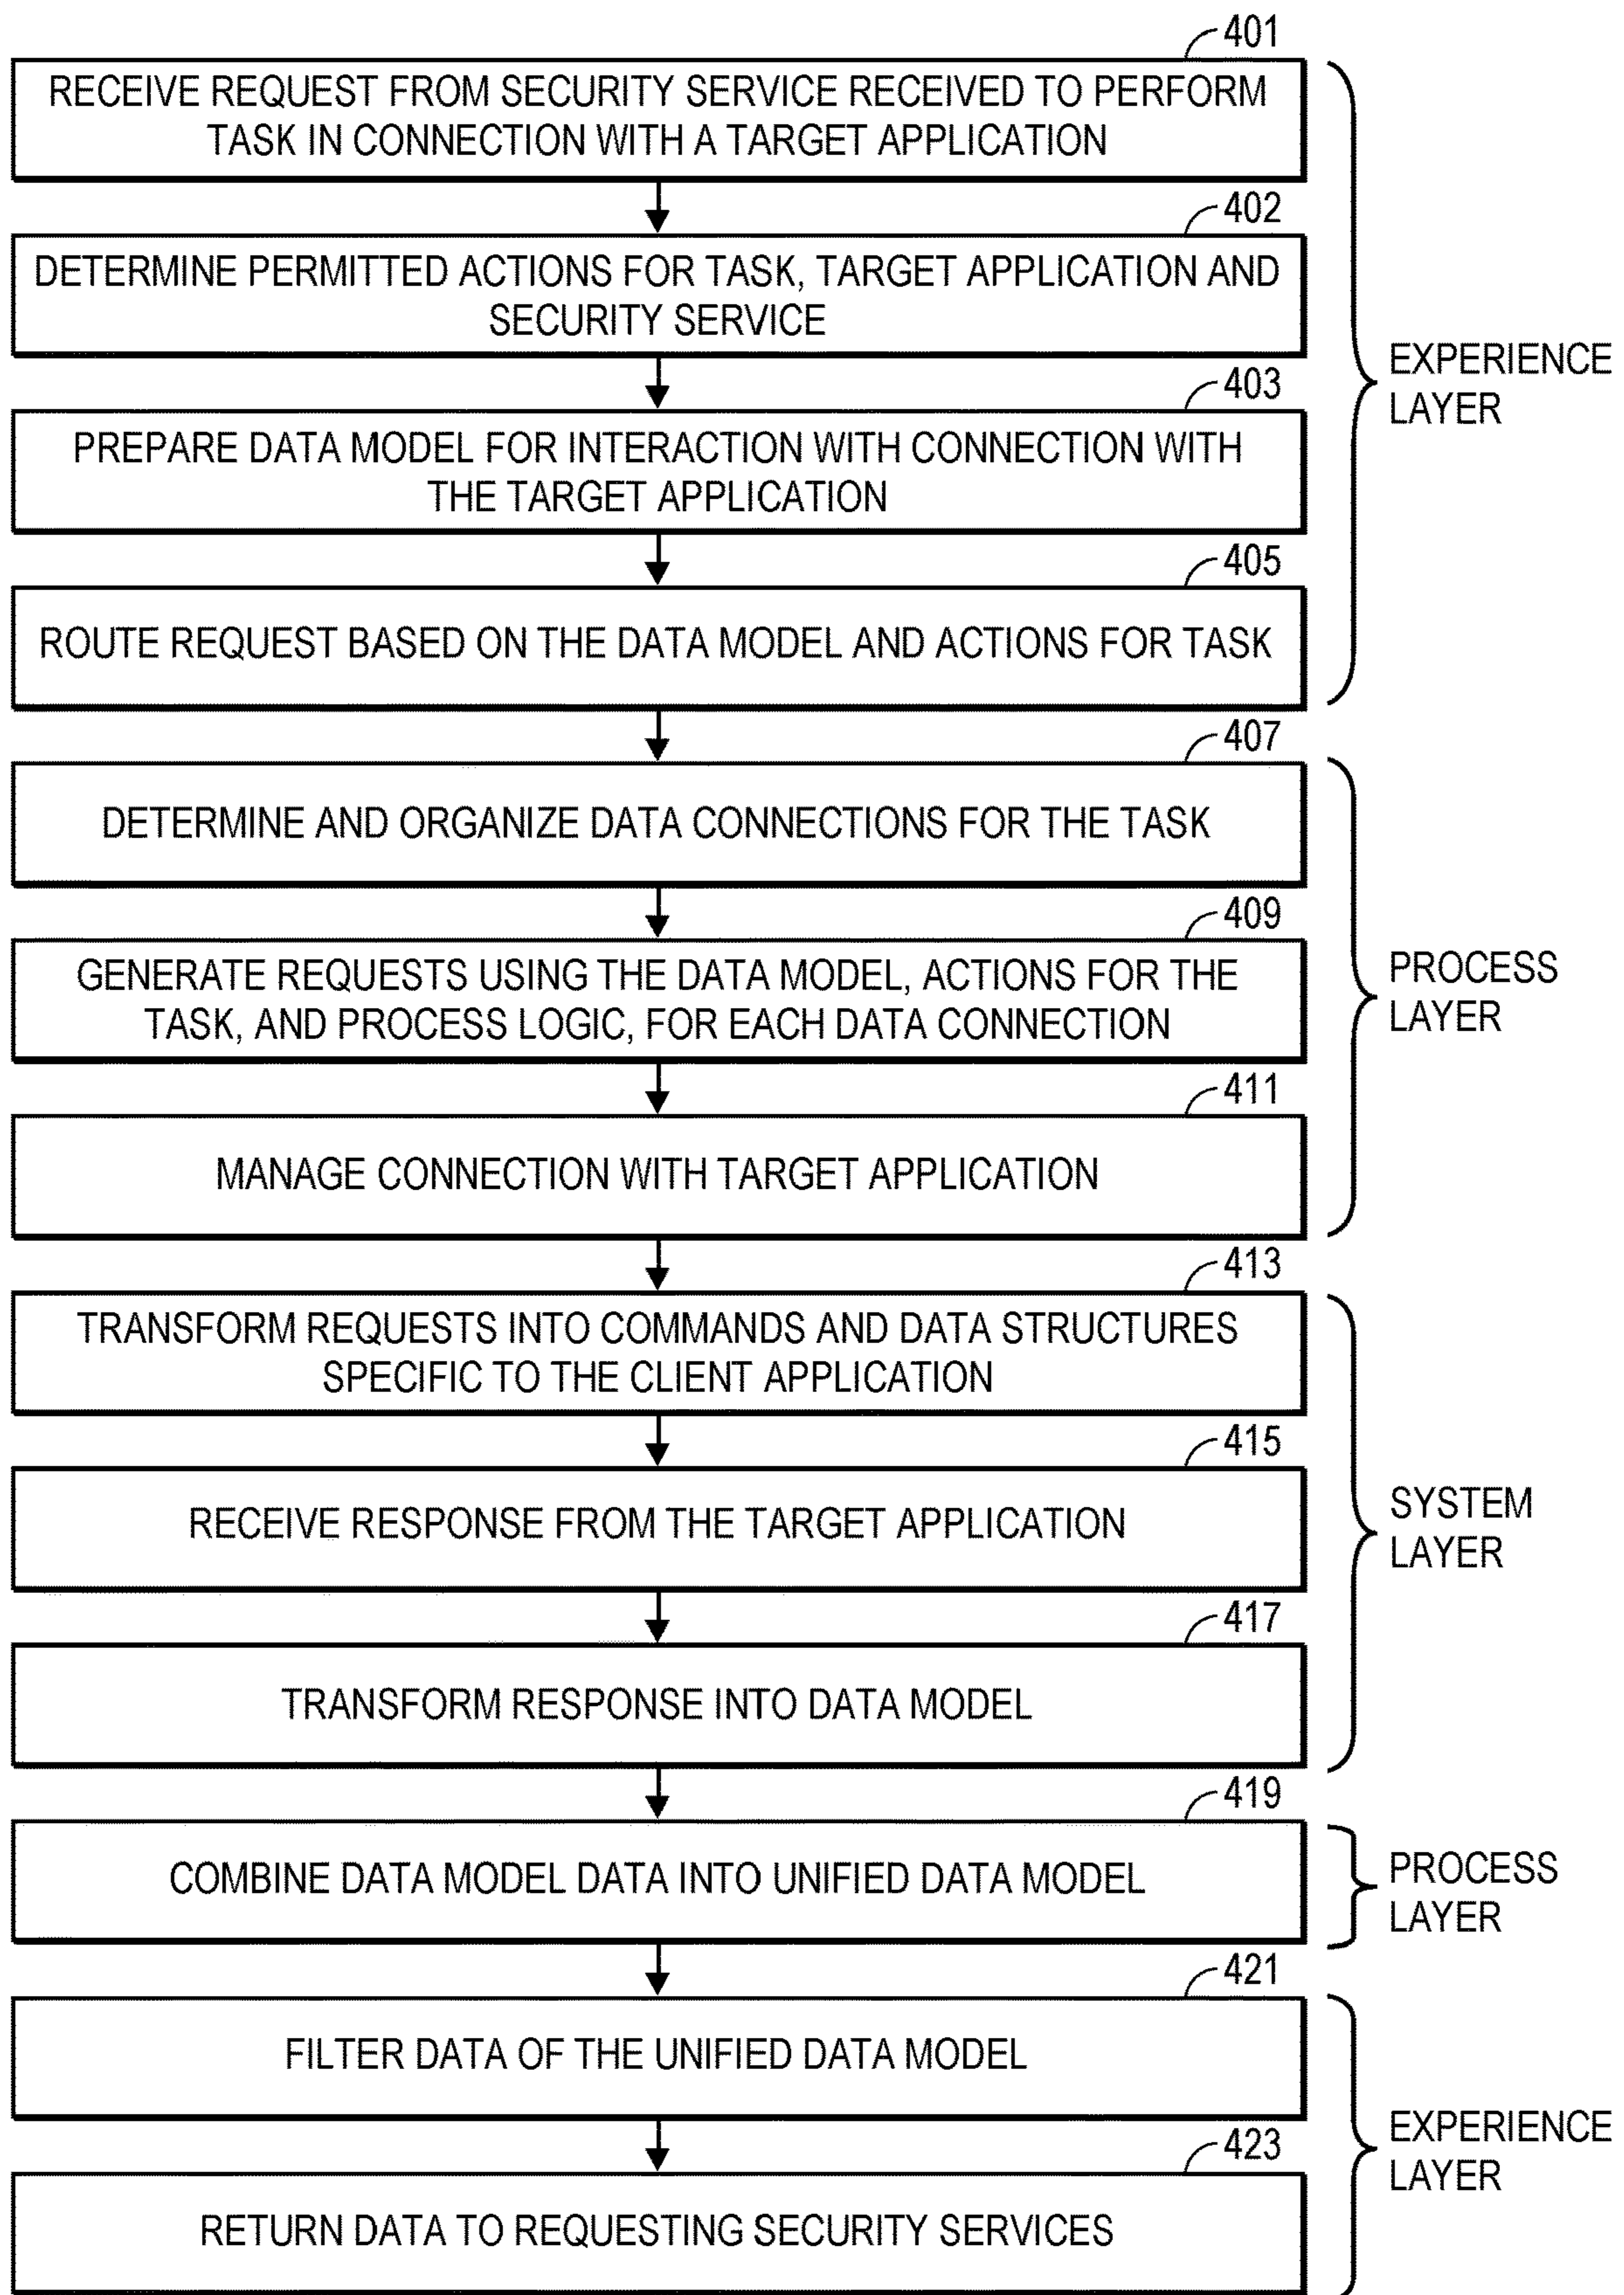 401
RECEIVE REQUEST FROM SECURITY SERVICE RECEIVED TO PERFORM
TASK IN CONNECTION WITH A TARGET APPLICATION
402
DETERMINE PERMITTED ACTIONS FOR TASK, TARGET APPLICATION AND
SECURITY SERVICE
403
PREPARE DATA MODEL FOR INTERACTION WITH CONNECTION WITH
THE TARGET APPLICATION
405
ROUTE REQUEST BASED ON THE DATA MODEL AND ACTIONS FOR TASK
EXPERIENCE
LAYER
407
DETERMINE AND ORGANIZE DATA CONNECTIONS FOR THE TASK
409
GENERATE REQUESTS USING THE DATA MODEL, ACTIONS FOR THE
TASK, AND PROCESS LOGIC, FOR EACH DATA CONNECTION
411
MANAGE CONNECTION WITH TARGET APPLICATION
PROCESS
LAYER
413
TRANSFORM REQUESTS INTO COMMANDS AND DATA STRUCTURES
SPECIFIC TO THE CLIENT APPLICATION
415
RECEIVE RESPONSE FROM THE TARGET APPLICATION
417
TRANSFORM RESPONSE INTO DATA MODEL
SYSTEM
LAYER
419
COMBINE DATA MODEL DATA INTO UNIFIED DATA MODEL
PROCESS
LAYER
421
FILTER DATA OF THE UNIFIED DATA MODEL
423
RETURN DATA TO REQUESTING SECURITY SERVICES
EXPERIENCE
LAYER